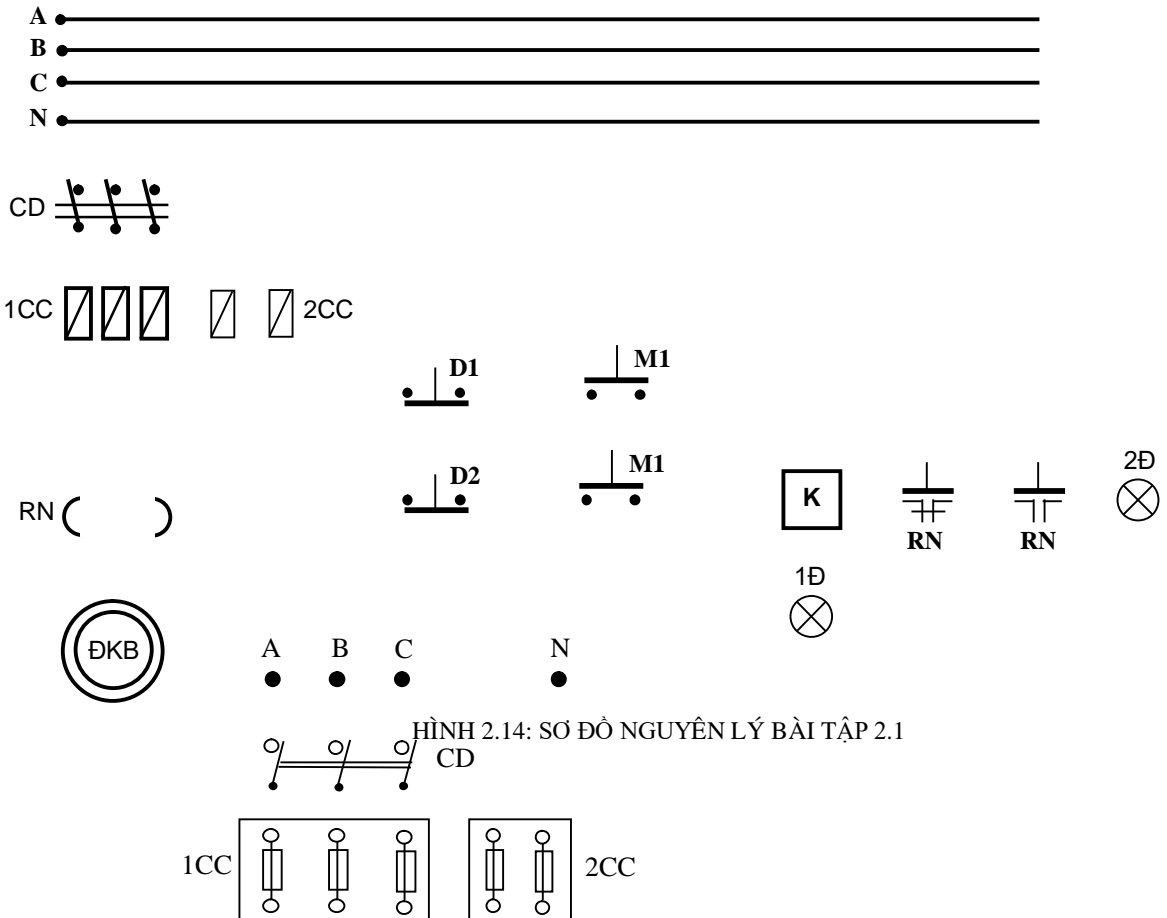 A
B
C
N
CD
1CC 2CC
D1 M1
D2 M1
RN K RN RN 2Đ
1Đ
ĐKB
A B C N
HÌNH 2.14: SƠ ĐỒ NGUYÊN LÝ BÀI TẬP 2.1
CD
1CC 2CC